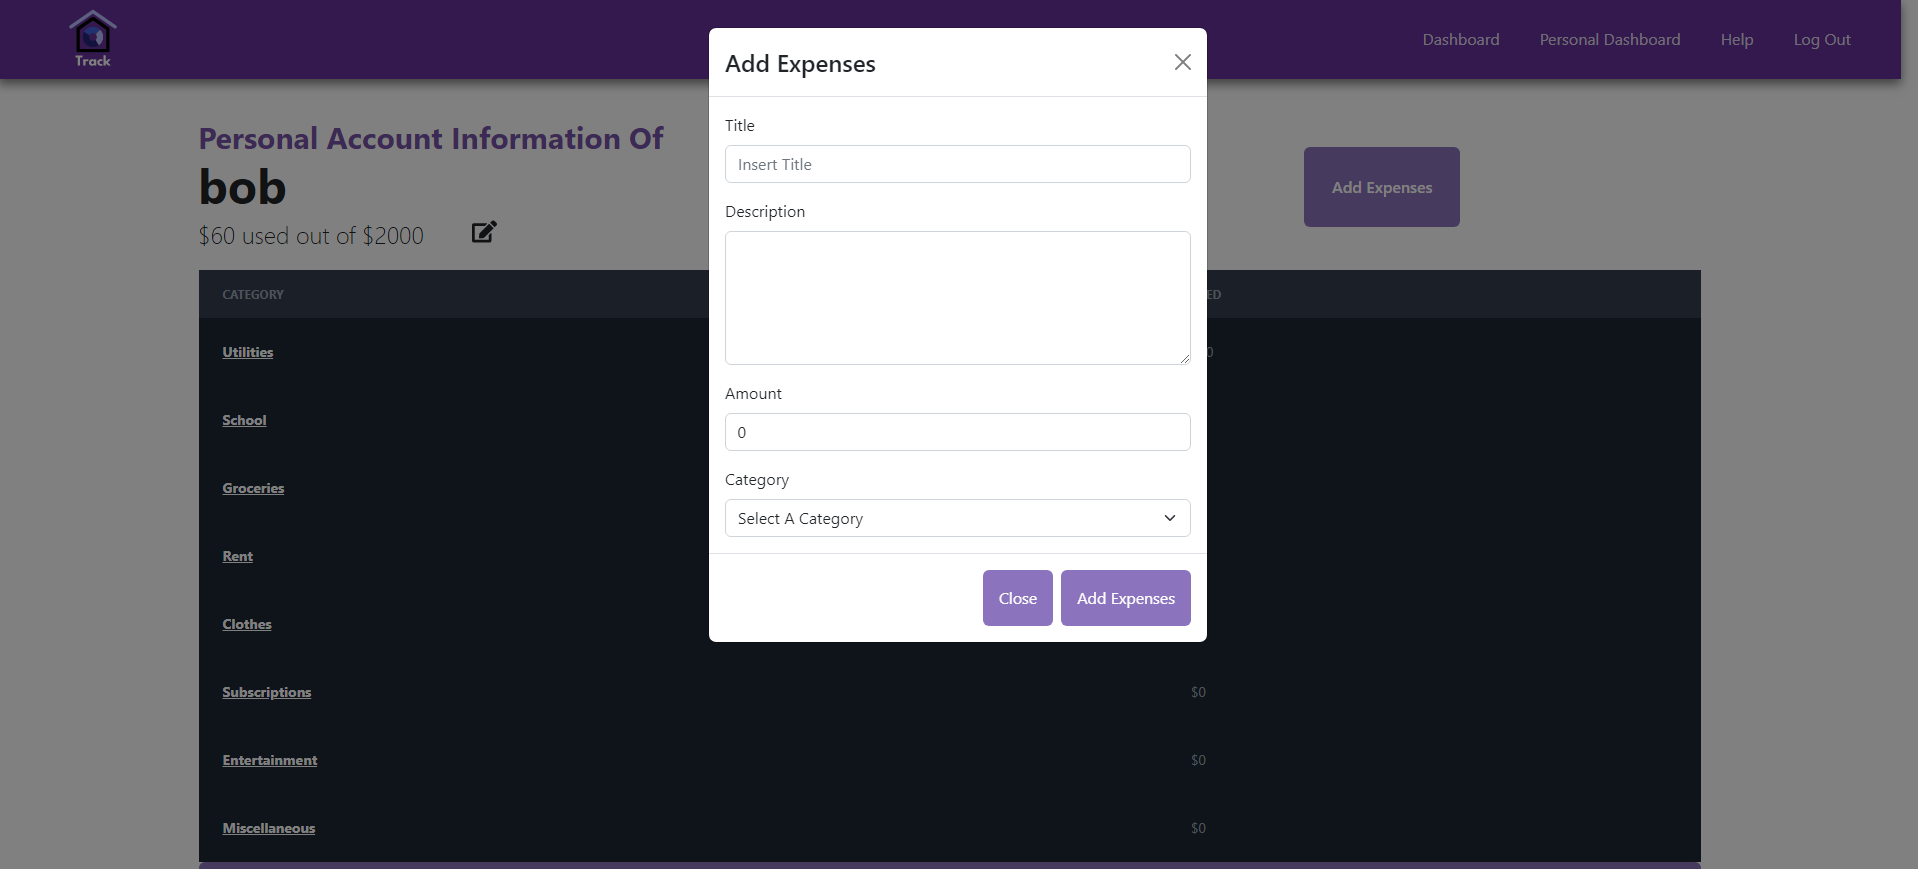 Track
Dashboard
Personal Dashboard
Help
Log Out
Personal Account Information Of
bob
$60 used out of $2000
Add Expenses
CATEGORY
Utilities
School
Groceries
Rent
Clothes
Subscriptions
$0
Entertainment
$0
Miscellaneous
$0
Add Expenses
Title
Insert Title
Description
Amount
0
Category
Select A Category
Close
Add Expenses